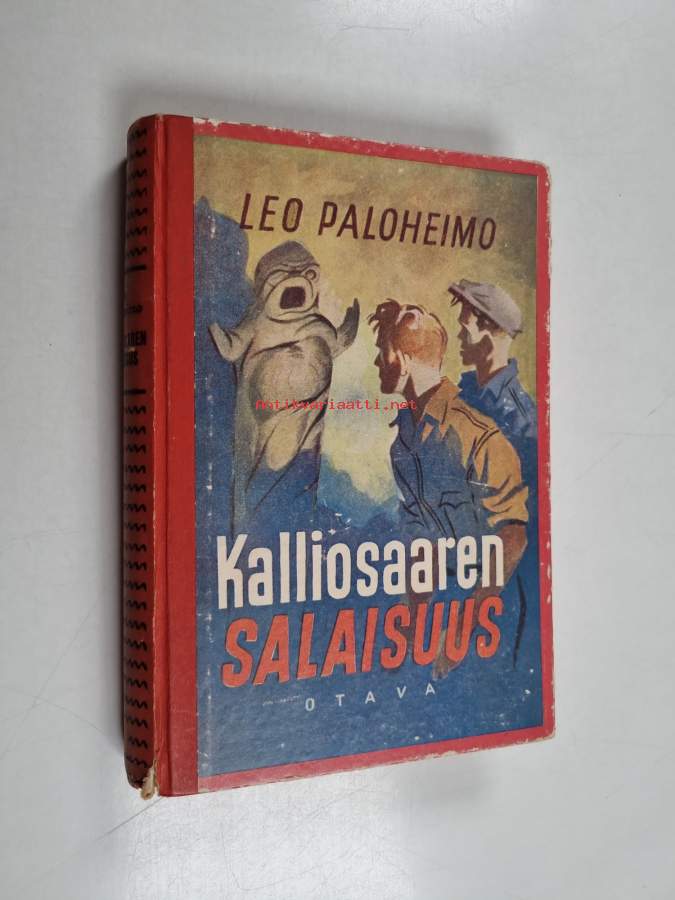 LEO PALOHEIMO
antikvariaatti.net
Kalliosaaren
SALAISUUS
OTAVA